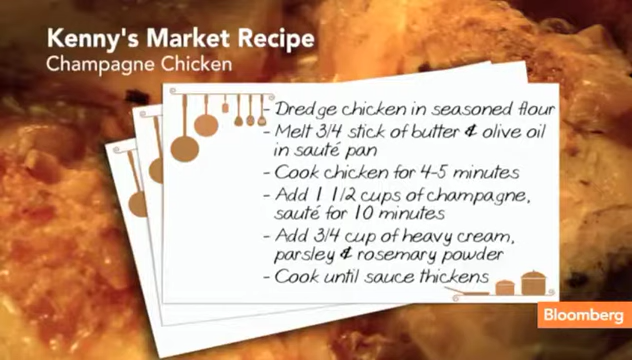 Kenny's Market Recipe
Champagne Chicken
- Dredge chicken in seasoned flour
- Melt 3/4 stick of butter & olive oil
in sauté pan
- Cook chicken for 4-5 minutes
- Add 1 1/2 cups of champagne,
sauté for 10 minutes
- Add 3/4 cup of heavy cream,
parsley & rosemary powder
- Cook until sauce thickens
Bloomberg